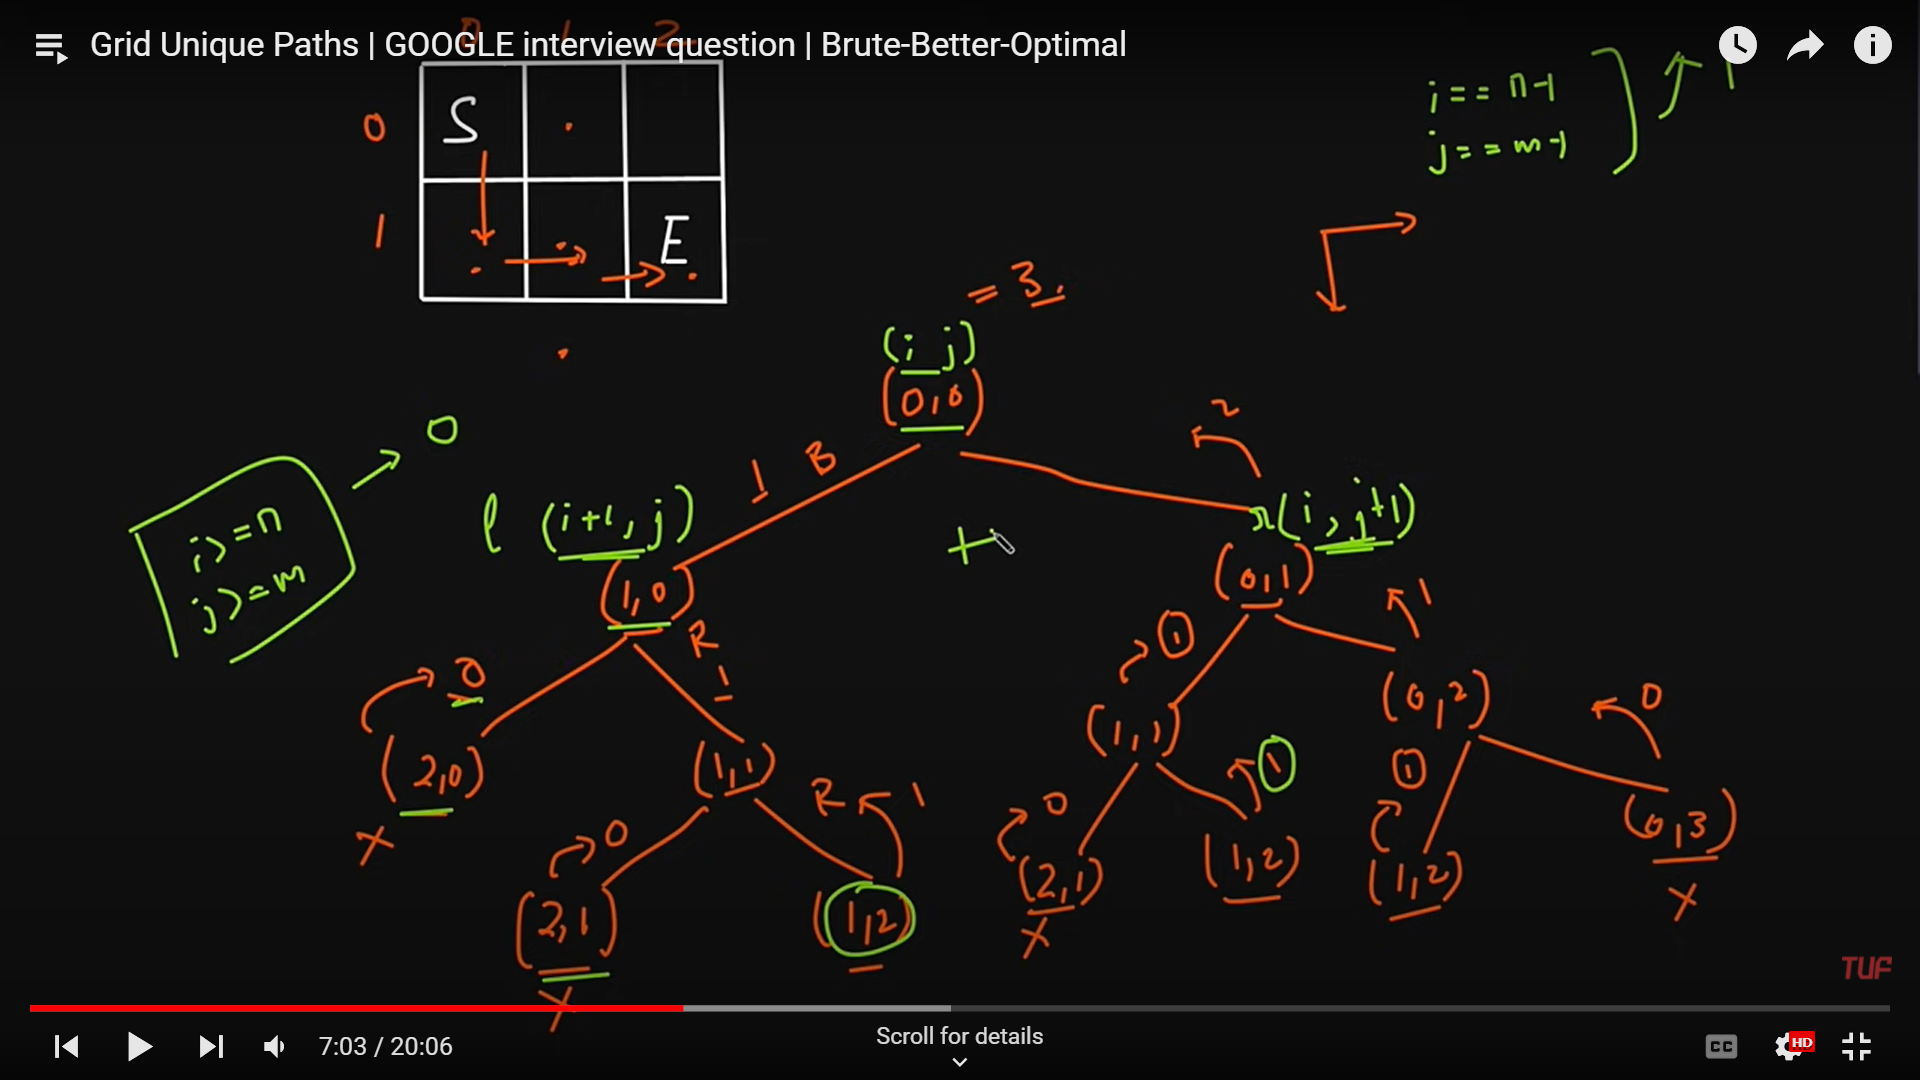 Grid Unique Paths | GOOGLE interview question | Brute-Better-Optimal
0 1 2
i == n-1
j == m-1
1
0 S
1 E
= 3.
(i j)
(0,0)
0
2
1 B
i>=n
j>=m
l (i+1, j)
+
r(i, j+1)
(1,0)
(0,1)
R
1
1
1
0
(2,0)
X
(1,1)
(1,1)
(0,2)
0
0
R 1
0
1
1
(2,1)
X
(1,2)
(2,1)
X
(1,2)
(1,2)
(0,3)
X
TUF
7:03 / 20:06
Scroll for details
CC
HD